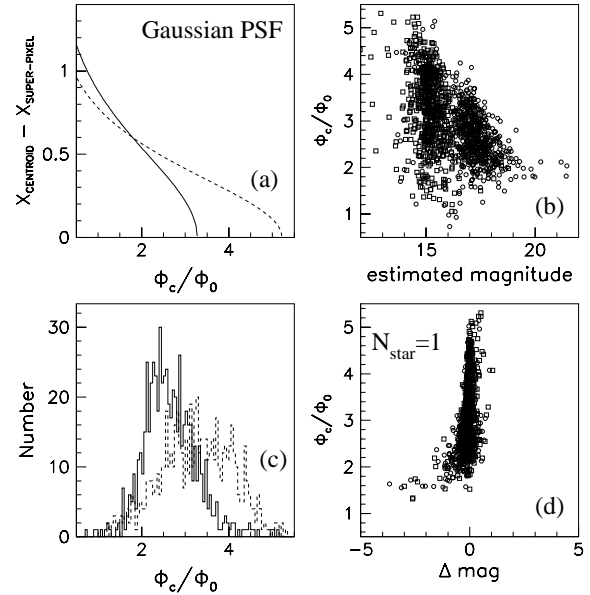 Gaussian PSF
X_CENTROID − X_SUPER-PIXEL
1
0.5
0
(a)
2 4
Φc/Φ0
Φc/Φ0
5
4
3
2
1
(b)
15 20
estimated magnitude
Number
30
20
10
0
(c)
2 4
Φc/Φ0
Φc/Φ0
5
4
3
2
1
N_star=1
(d)
−5 0 5
Δ mag